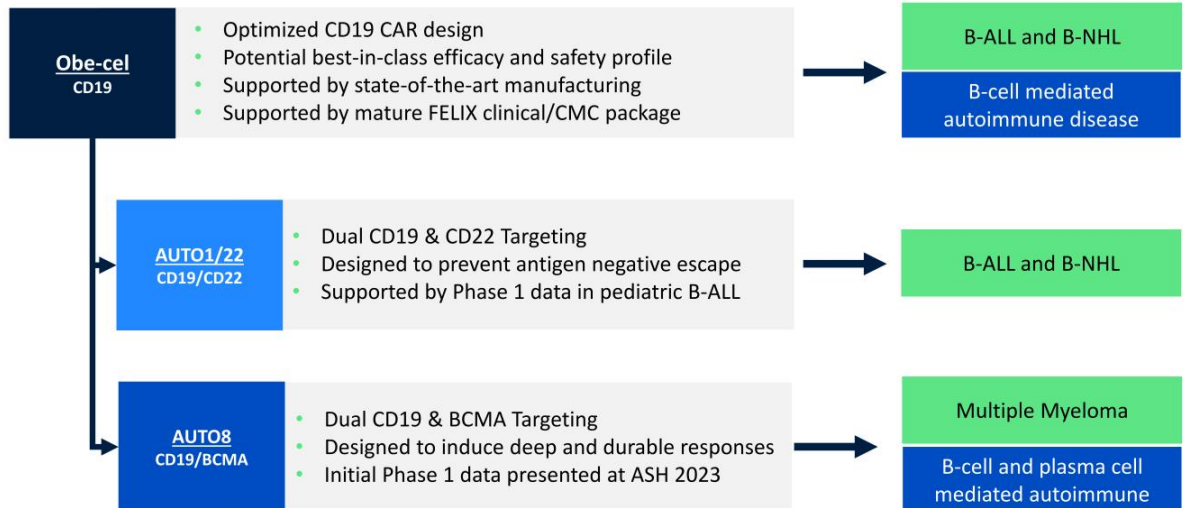 Obe-cel
CD19
• Optimized CD19 CAR design
• Potential best-in-class efficacy and safety profile
• Supported by state-of-the-art manufacturing
• Supported by mature FELIX clinical/CMC package
B-ALL and B-NHL
B-cell mediated
autoimmune disease
AUTO1/22
CD19/CD22
• Dual CD19 & CD22 Targeting
• Designed to prevent antigen negative escape
• Supported by Phase 1 data in pediatric B-ALL
B-ALL and B-NHL
AUTO8
CD19/BCMA
• Dual CD19 & BCMA Targeting
• Designed to induce deep and durable responses
• Initial Phase 1 data presented at ASH 2023
Multiple Myeloma
B-cell and plasma cell
mediated autoimmune